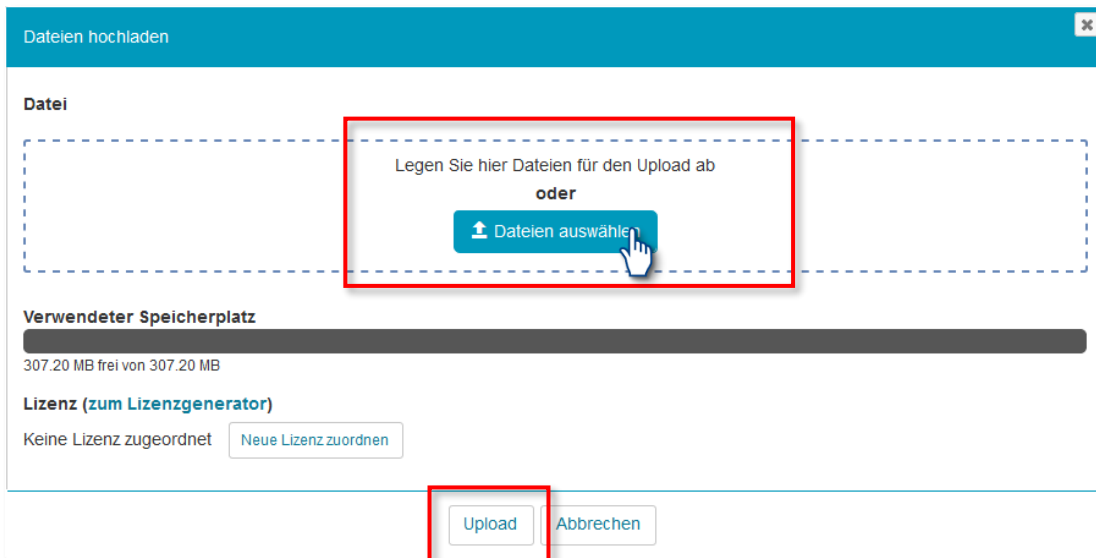 Dateien hochladen
Datei
Legen Sie hier Dateien für den Upload ab
oder
Dateien auswählen
Verwendeter Speicherplatz
307.20 MB frei von 307.20 MB
Lizenz (zum Lizenzgenerator)
Keine Lizenz zugeordnet Neue Lizenz zuordnen
Upload Abbrechen